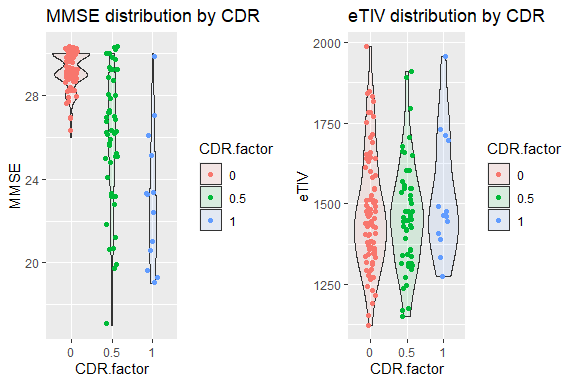 MMSE distribution by CDR
MMSE
28
24
20
0
0.5
1
CDR.factor
CDR.factor
0
0.5
1
eTIV distribution by CDR
eTIV
2000
1750
1500
1250
0
0.5
1
CDR.factor
CDR.factor
0
0.5
1